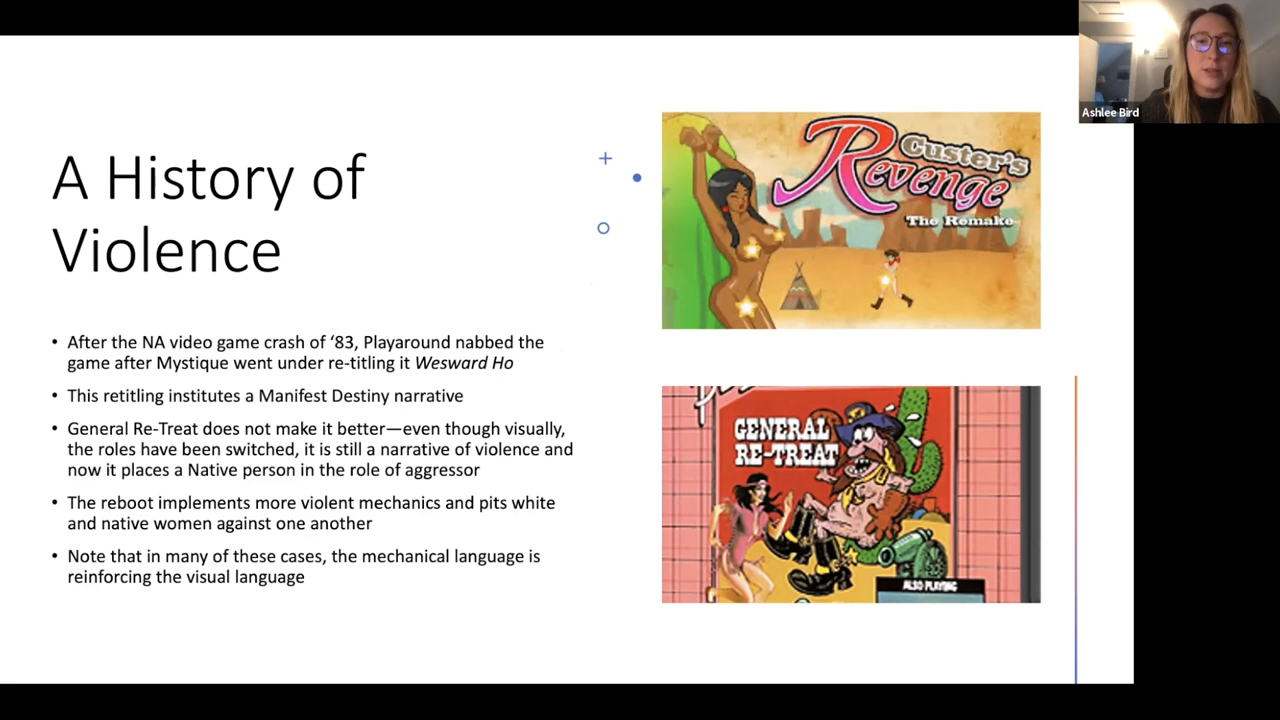 A History of
Violence
• After the NA video game crash of ‘83, Playaround nabbed the
game after Mystique went under re-titling it Wesward Ho
• This retitling institutes a Manifest Destiny narrative
• General Re-Treat does not make it better—even though visually,
the roles have been switched, it is still a narrative of violence and
now it places a Native person in the role of aggressor
• The reboot implements more violent mechanics and pits white
and native women against one another
• Note that in many of these cases, the mechanical language is
reinforcing the visual language
Custer's
Revenge
The Remake
GENERAL
RE-TREAT
ALSO PLAYING
Ashlee Bird